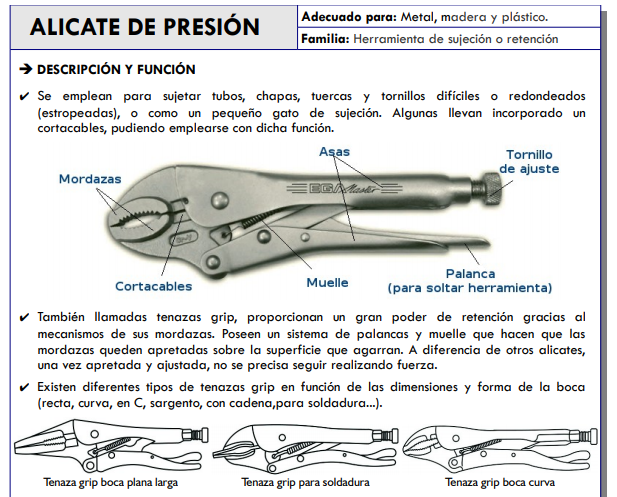 ALICATE DE PRESIÓN
Adecuado para: Metal, madera y plástico.
Familia: Herramienta de sujeción o retención
➔ DESCRIPCIÓN Y FUNCIÓN
✔ Se emplean para sujetar tubos, chapas, tuercas y tornillos difíciles o redondeados
(estropeadas), o como un pequeño gato de sujeción. Algunas llevan incorporado un
cortacables, pudiendo emplearse con dicha función.
Asas
Tornillo
de ajuste
Mordazas
EGA Master
Cortacables
Muelle
Palanca
(para soltar herramienta)
✔ También llamadas tenazas grip, proporcionan un gran poder de retención gracias al
mecanismos de sus mordazas. Poseen un sistema de palancas y muelle que hacen que las
mordazas queden apretadas sobre la superficie que agarran. A diferencia de otros alicates,
una vez apretada y ajustada, no se precisa seguir realizando fuerza.
✔ Existen diferentes tipos de tenazas grip en función de las dimensiones y forma de la boca
(recta, curva, en C, sargento, con cadena,para soldadura...).
Tenaza grip boca plana larga
Tenaza grip para soldadura
Tenaza grip boca curva